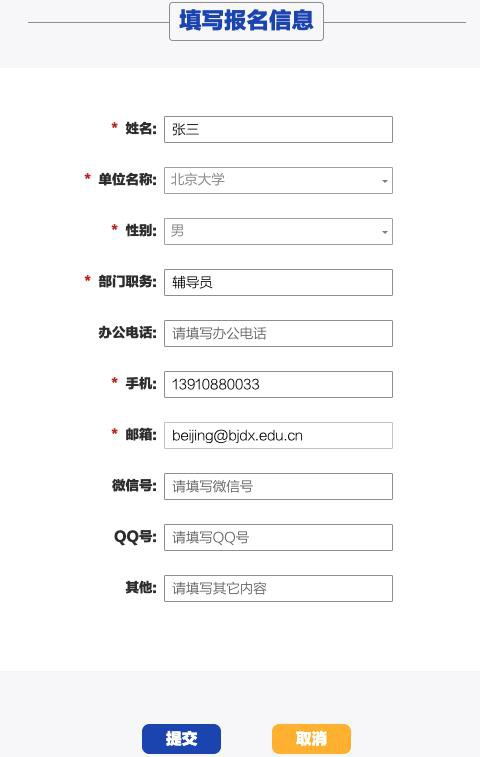 填写报名信息
* 姓名: 张三
* 单位名称: 北京大学
* 性别: 男
* 部门职务: 辅导员
办公电话: 请填写办公电话
* 手机: 13910880033
* 邮箱: beijing@bjdx.edu.cn
微信号: 请填写微信号
QQ号: 请填写QQ号
其他: 请填写其它内容
提交 取消